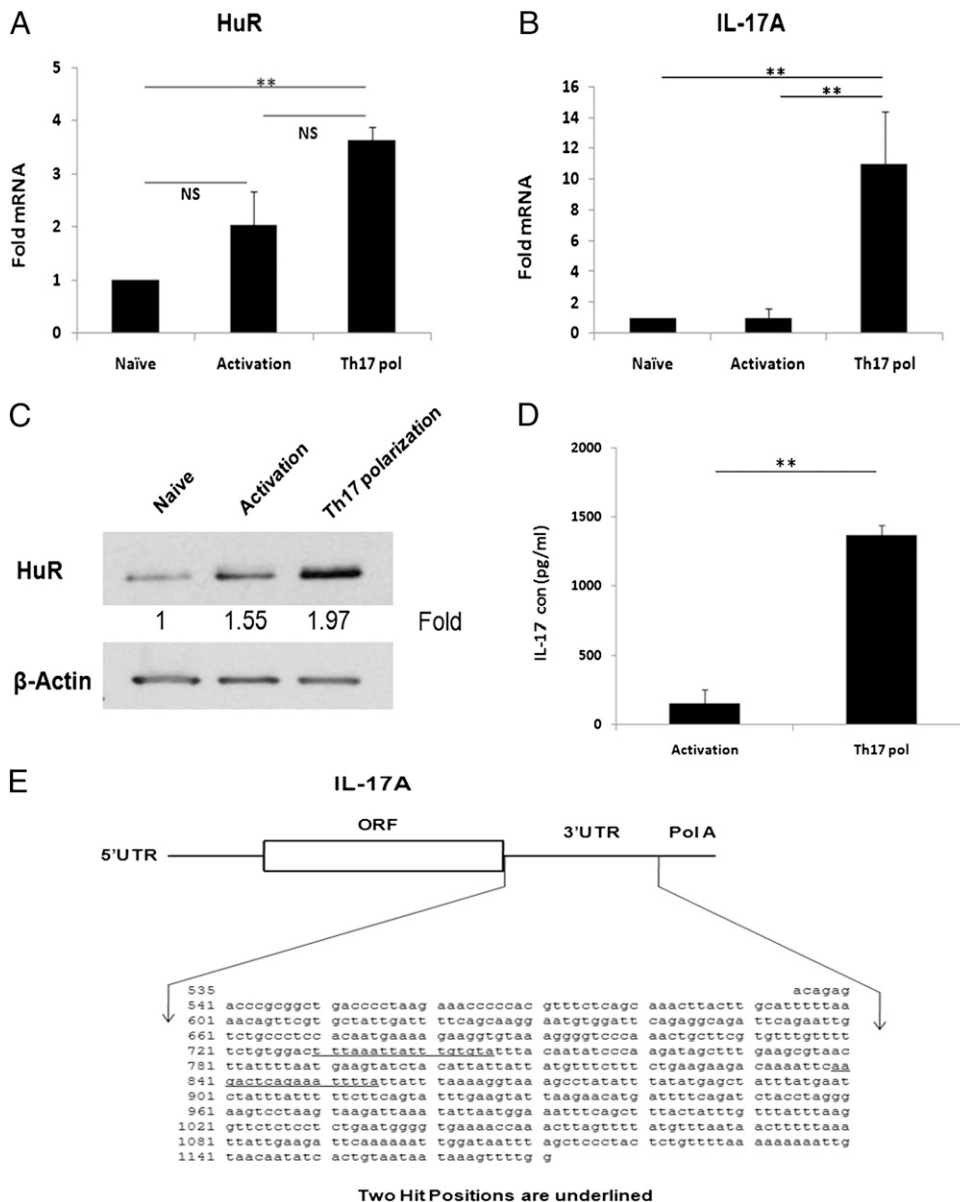 A
HuR
5
4
3
2
1
0
Fold mRNA
**
NS
NS
Naïve Activation Th17 pol
B
IL-17A
16
14
12
10
8
6
4
2
0
Fold mRNA
**
**
Naïve Activation Th17 pol
C
Naive Activation Th17 polarization
HuR
1 1.55 1.97 Fold
β-Actin
D
2000
1500
1000
500
0
IL-17 con (pg/ml)
**
Activation Th17 pol
E
IL-17A
ORF
3'UTR Pol A
5'UTR
535 acagag
541 acccgcggct gacccctaag aaacccccac gtttctcagc aaacttactt gcatttttaa
601 aacagttcgt gctattgatt ttcagcaagg aatgtggatt cagaggcaga ttcagaattg
661 tctgccctcc acaatgaaaa gaaggtgtaa aggggtccca aacttcttcg tgtttgtttt
721 tctgtggact ttaaattatt tgtgtattta caatatccca agatagcttt gaagcgtaac
781 ttattttaat gaagtatcta cattattatt atgtttcttt ctgaagaaga caaaattcaa
841 gactcagaaa ttttattatt taaaaggtaa agcctatatt tatatgagct atttatgaat
901 ctatttattt ttcttcagta tttgaagtat taagaacatg attttcagat ctacctaggg
961 aagtcctaag taagattaaa tattaatgga aatttcagct ttactatttg tttatttaag
1021 gttctctcct ctgaatgggg tgaaaaccaa acttagtttt atgtttaata actttttaaa
1081 ttattgaaga ttcaaaaatt tggataattt agctccctac tctgttttaa aaaaaaattg
1141 taacaatatc actgtaataa taaagttttg g
Two Hit Positions are underlined